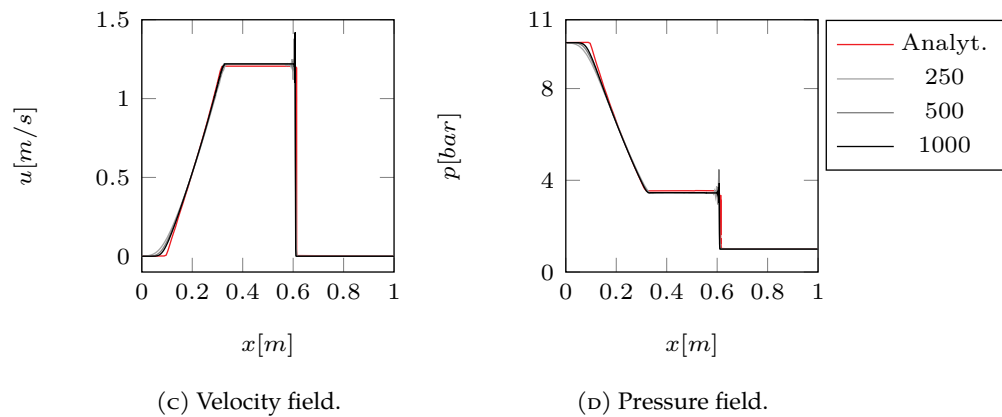 1.5
1
0.5
0
0 0.2 0.4 0.6 0.8 1
u[m/s]
x[m]
(C) Velocity field.
11
8
4
0
0 0.2 0.4 0.6 0.8 1
p[bar]
x[m]
(D) Pressure field.
Analyt.
250
500
1000